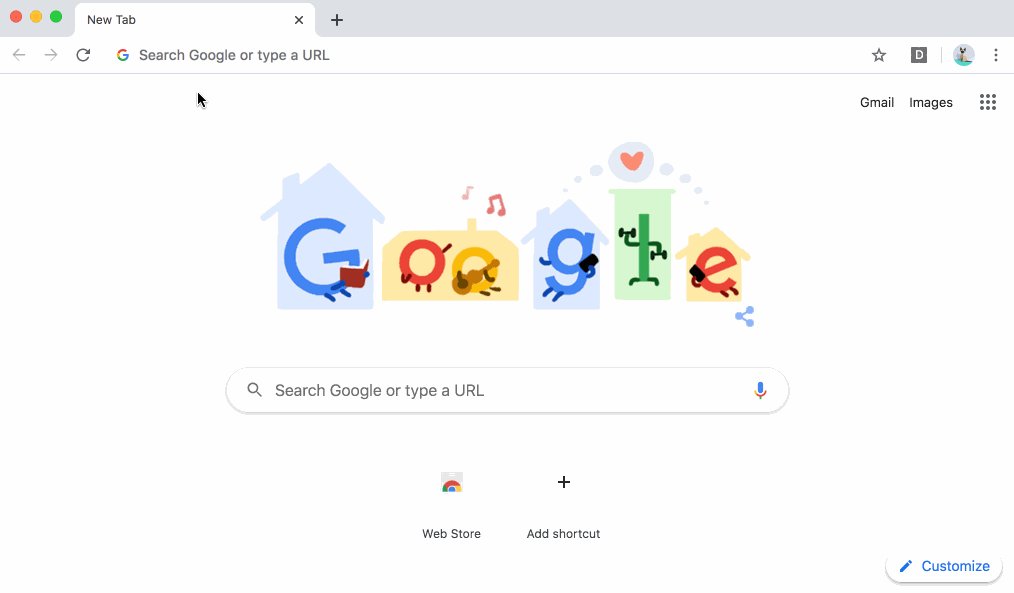 New Tab
Search Google or type a URL
D
Gmail Images
Google
Search Google or type a URL
Web Store Add shortcut
Customize